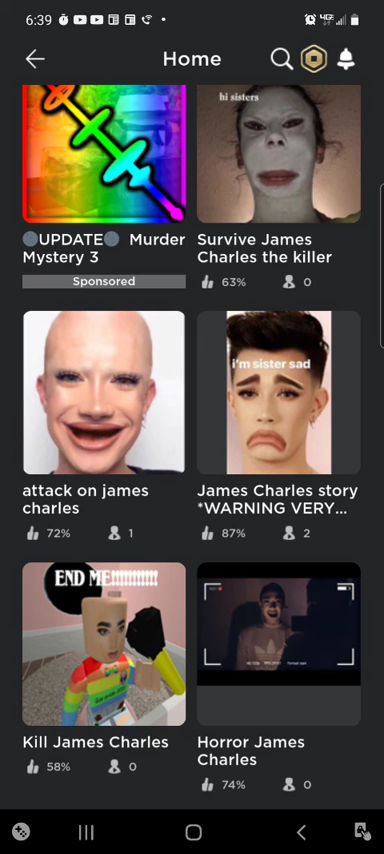 6:39
Home
hi sisters
UPDATE Murder
Mystery 3
Sponsored
Survive James
Charles the killer
63% 0
i'm sister sad
attack on james
charles
72% 1
James Charles story
*WARNING VERY...
87% 2
END ME!!!!!!!!!!!
Kill James Charles
58% 0
Horror James
Charles
74% 0